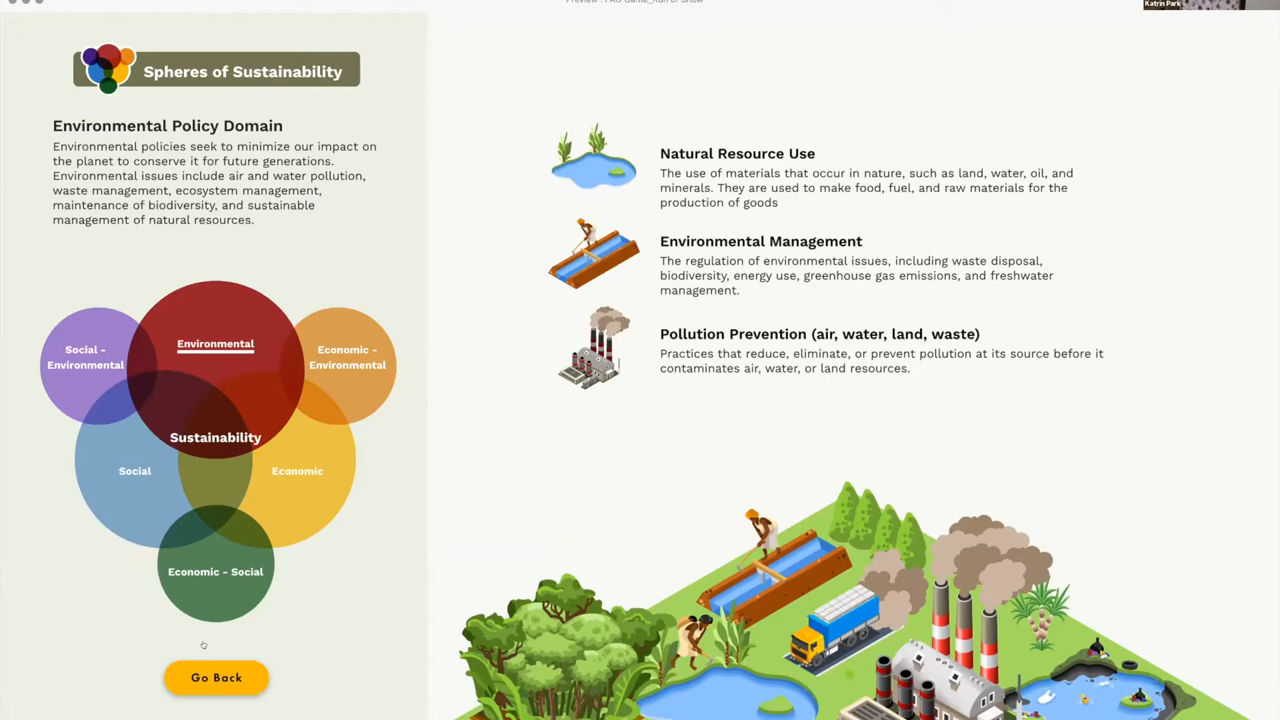 Katrin Park
Spheres of Sustainability
Environmental Policy Domain
Environmental policies seek to minimize our impact on
the planet to conserve it for future generations.
Environmental issues include air and water pollution,
waste management, ecosystem management,
maintenance of biodiversity, and sustainable
management of natural resources.
Environmental
Social -
Environmental
Economic -
Environmental
Sustainability
Social
Economic
Economic - Social
Go Back
Natural Resource Use
The use of materials that occur in nature, such as land, water, oil, and
minerals. They are used to make food, fuel, and raw materials for the
production of goods
Environmental Management
The regulation of environmental issues, including waste disposal,
biodiversity, energy use, greenhouse gas emissions, and freshwater
management.
Pollution Prevention (air, water, land, waste)
Practices that reduce, eliminate, or prevent pollution at its source before it
contaminates air, water, or land resources.